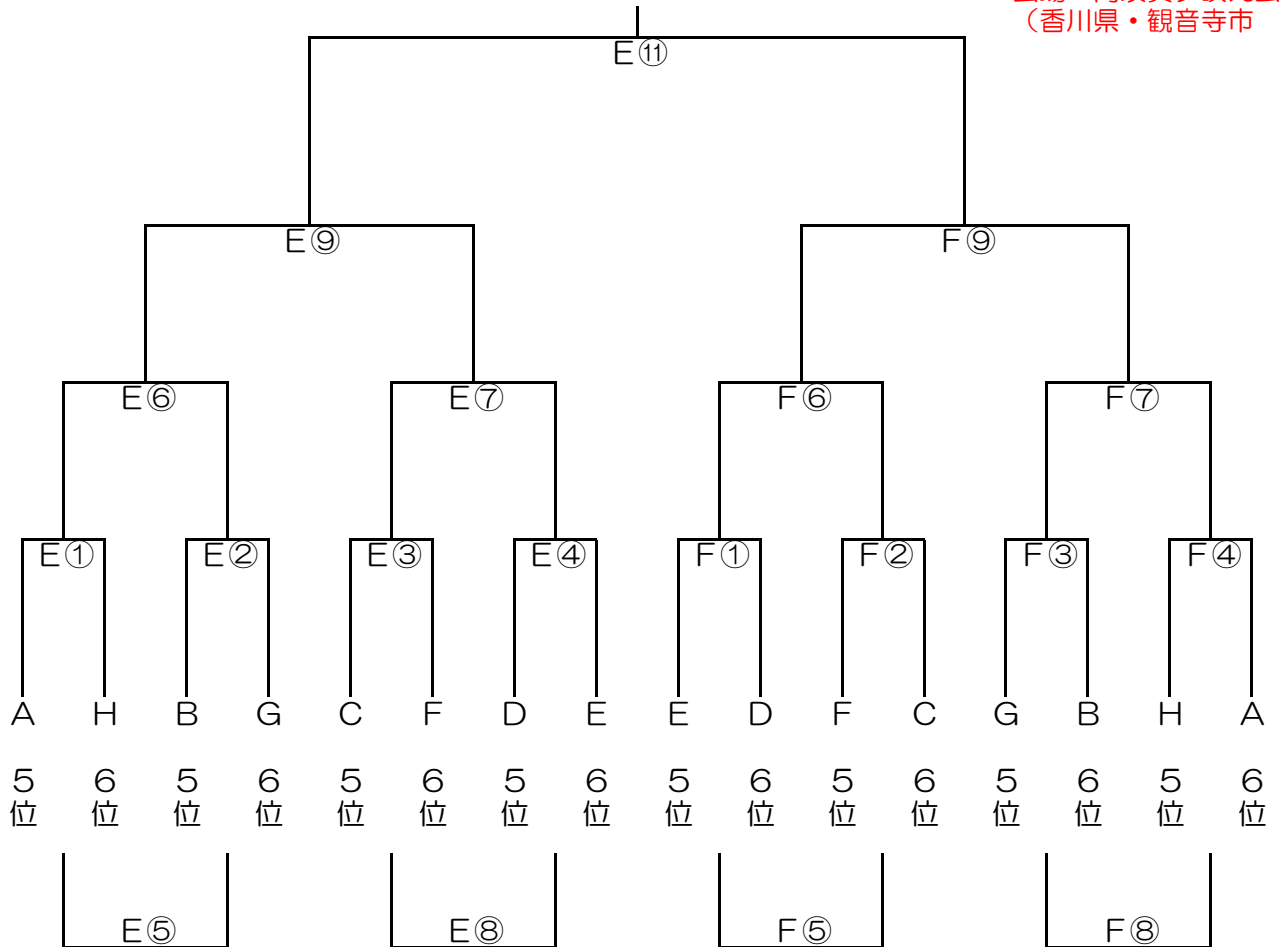 （香川県・観音寺市
E⑪
E⑨ F⑨
E⑥ E⑦ F⑥ F⑦
E① E② E③ E④ F① F② F③ F④
A H B G C F D E E D F C G B H A
5位 6位 5位 6位 5位 6位 5位 6位 5位 6位 5位 6位 5位 6位 5位 6位
E⑤ E⑧ F⑤ F⑧